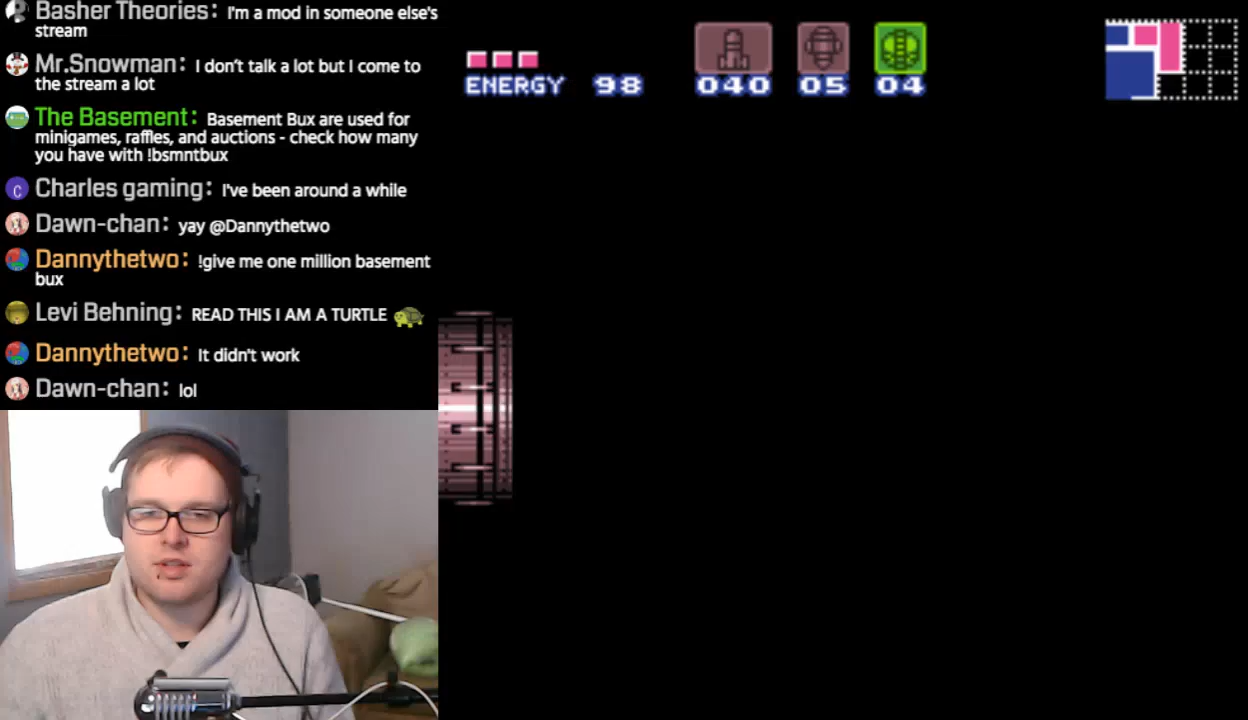 Basher Theories: I'm a mod in someone else's
stream
Mr.Snowman: I don't talk a lot but I come to
the stream a lot
The Basement: Basement Bux are used for
minigames, raffles, and auctions - check how many
you have with !bsmntbux
C Charles gaming: I've been around a while
Dawn-chan: yay @Dannythetwo
Dannythetwo: !give me one million basement
bux
Levi Behning: READ THIS I AM A TURTLE 🐢
Dannythetwo: It didn't work
Dawn-chan: lol
ENERGY 98 040 05 04